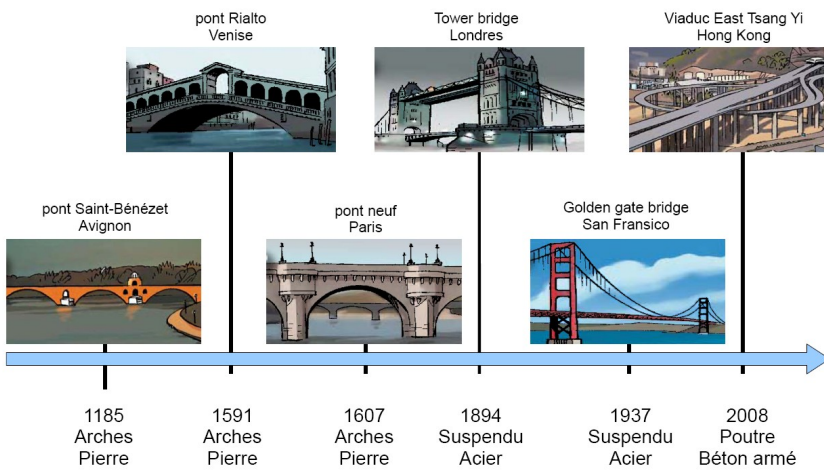 pont Rialto
Venise
Tower bridge
Londres
Viaduc East Tsang Yi
Hong Kong
pont Saint-Bénézet
Avignon
pont neuf
Paris
Golden gate bridge
San Fransico
1185
Arches
Pierre
1591
Arches
Pierre
1607
Arches
Pierre
1894
Suspendu
Acier
1937
Suspendu
Acier
2008
Poutre
Béton armé